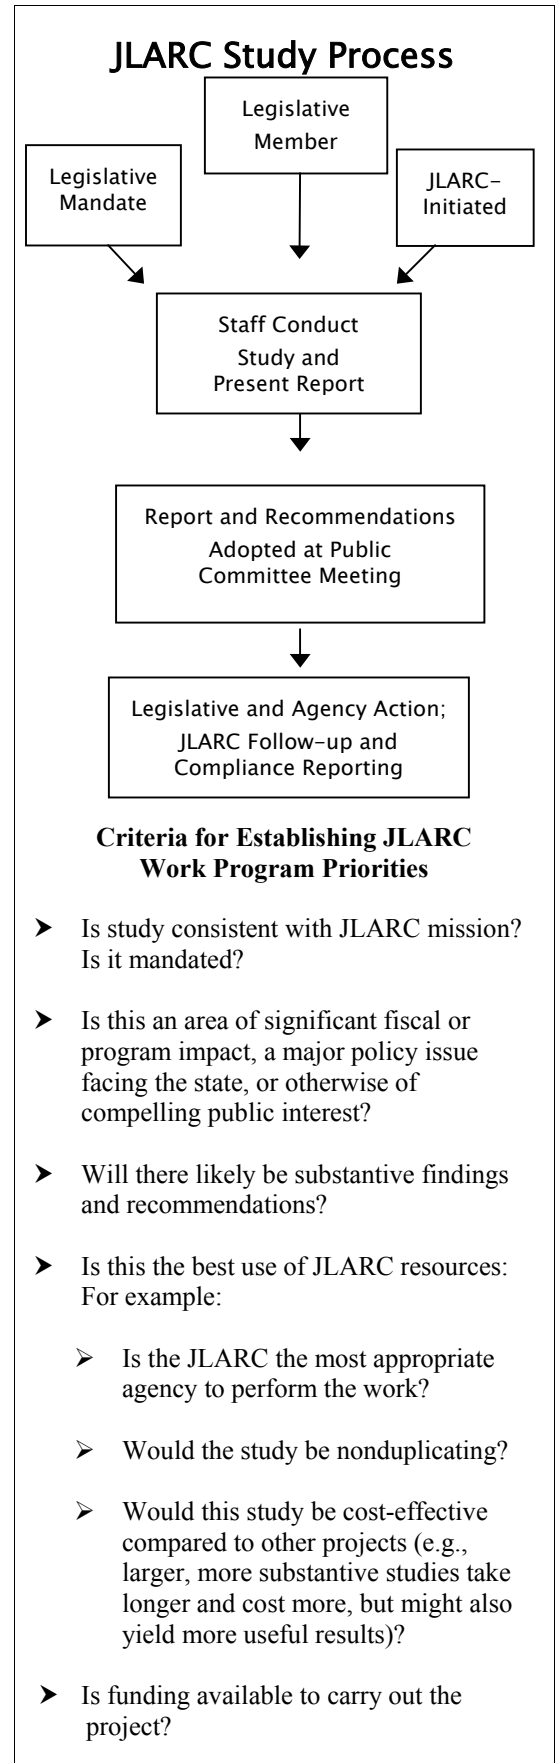 JLARC Study Process
Legislative
Member
Legislative
Mandate
JLARC-
Initiated
Staff Conduct
Study and
Present Report
Report and Recommendations
Adopted at Public
Committee Meeting
Legislative and Agency Action;
JLARC Follow-up and
Compliance Reporting
Criteria for Establishing JLARC
Work Program Priorities
➤ Is study consistent with JLARC mission?
Is it mandated?
➤ Is this an area of significant fiscal or
program impact, a major policy issue
facing the state, or otherwise of
compelling public interest?
➤ Will there likely be substantive findings
and recommendations?
➤ Is this the best use of JLARC resources:
For example:
➢ Is the JLARC the most appropriate
agency to perform the work?
➢ Would the study be nonduplicating?
➢ Would this study be cost-effective
compared to other projects (e.g.,
larger, more substantive studies take
longer and cost more, but might also
yield more useful results)?
➤ Is funding available to carry out the
project?